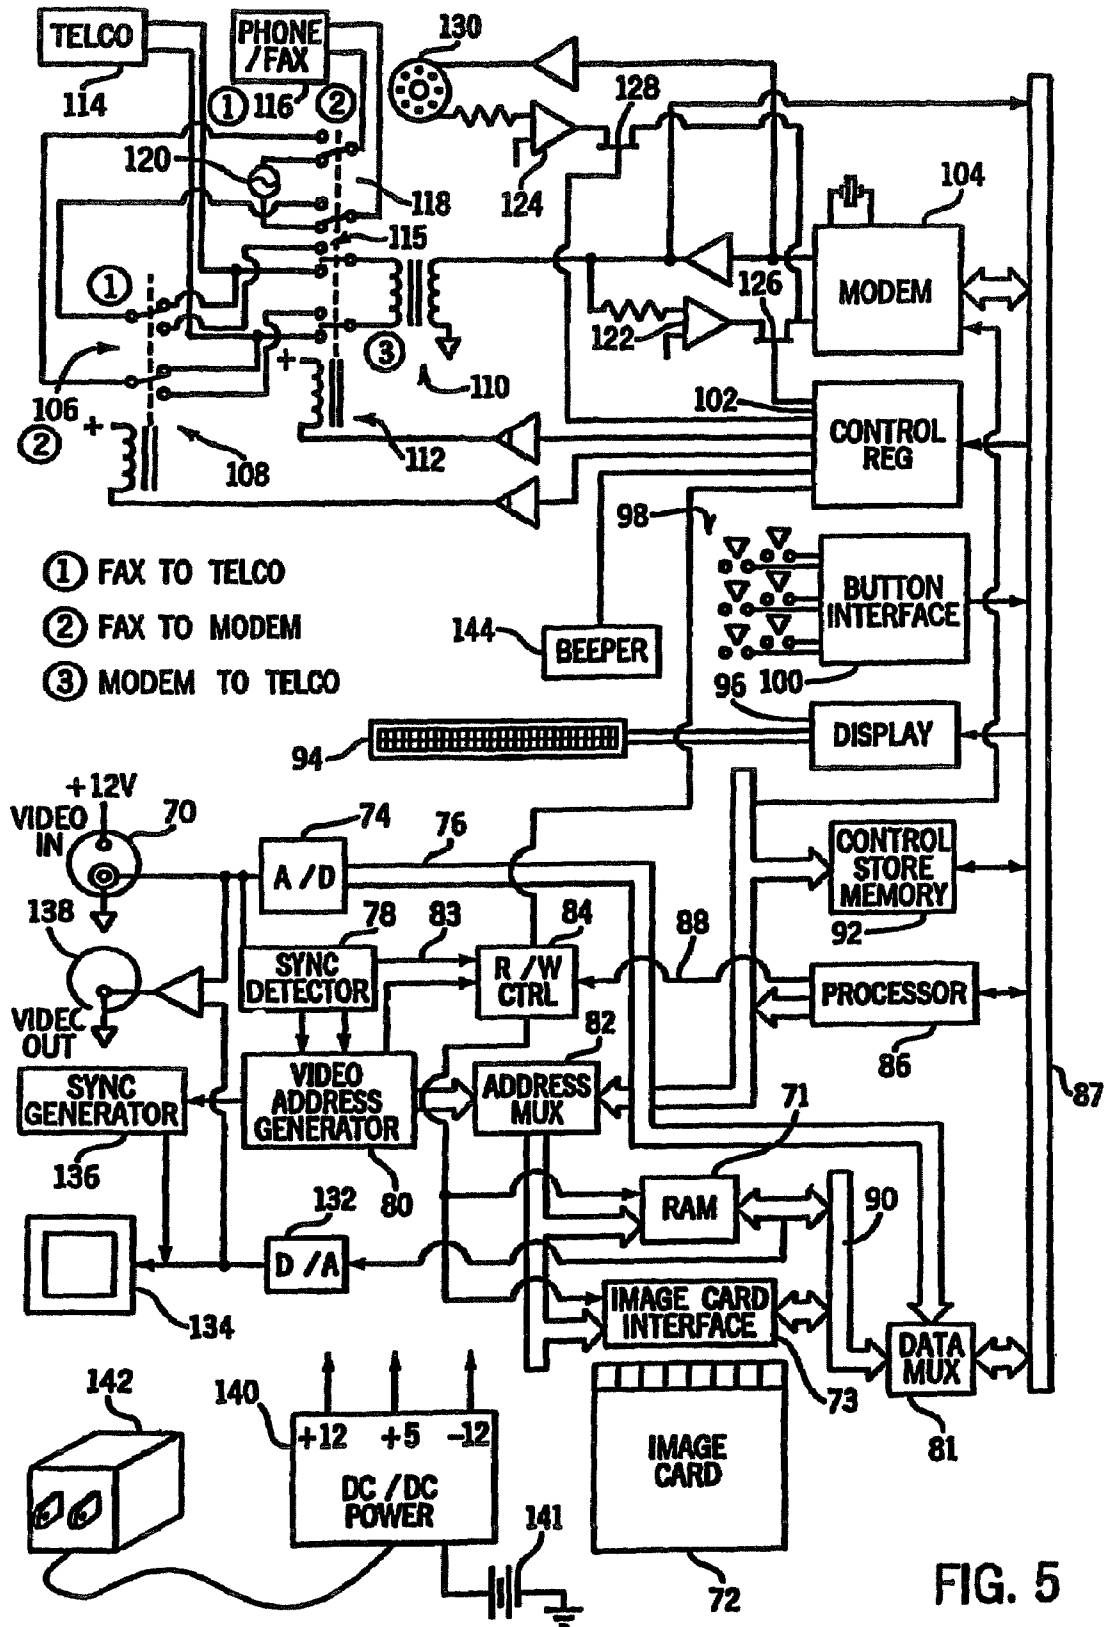 TELCO
114
PHONE
/FAX
116
1
2
130
128
124
120
118
115
104
MODEM
126
122
1
3
110
106
2
+
+
108
112
102
CONTROL
REG
98
BUTTON
INTERFACE
100
1 FAX TO TELCO
2 FAX TO MODEM
3 MODEM TO TELCO
144
BEEPER
96
DISPLAY
94
+12V
VIDEO
IN
70
74
A/D
76
CONTROL
STORE
MEMORY
92
138
78
SYNC
DETECTOR
83
84
R/W
CTRL
88
PROCESSOR
86
VIDEO
OUT
82
ADDRESS
MUX
87
SYNC
GENERATOR
136
VIDEO
ADDRESS
GENERATOR
80
71
RAM
90
132
D/A
134
IMAGE CARD
INTERFACE
73
DATA
MUX
81
142
140
+12 +5 -12
DC/DC
POWER
141
IMAGE
CARD
72
FIG. 5